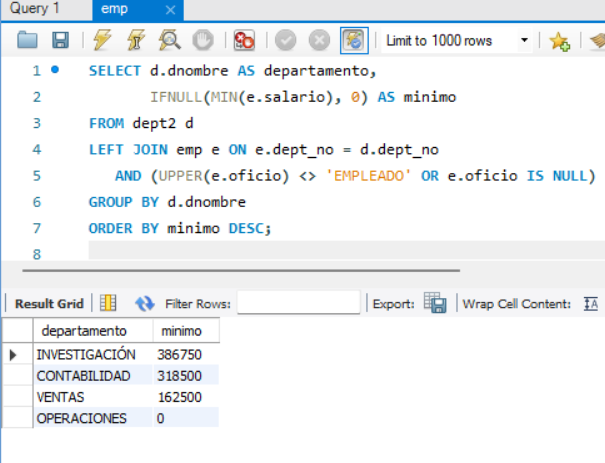 Query 1 emp ×
Limit to 1000 rows
1 SELECT d.dnombre AS departamento,
2 IFNULL(MIN(e.salario), 0) AS minimo
3 FROM dept2 d
4 LEFT JOIN emp e ON e.dept_no = d.dept_no
5 AND (UPPER(e.oficio) <> 'EMPLEADO' OR e.oficio IS NULL)
6 GROUP BY d.dnombre
7 ORDER BY minimo DESC;
8
Result Grid Filter Rows: Export: Wrap Cell Content: IA
departamento minimo
INVESTIGACIÓN 386750
CONTABILIDAD 318500
VENTAS 162500
OPERACIONES 0